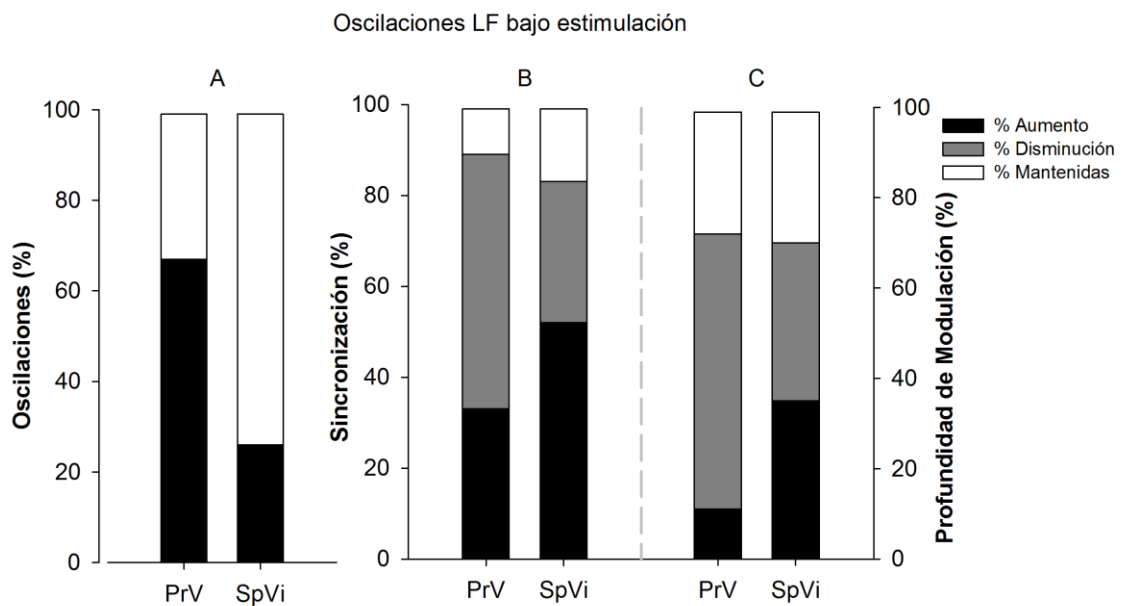 Oscilaciones LF bajo estimulación
A
B
C
Oscilaciones (%)
100
80
60
40
20
0
PrV
SpVi
Sincronización (%)
100
80
60
40
20
0
PrV
SpVi
PrV
SpVi
100
80
60
40
20
0
Profundidad de Modulación (%)
% Aumento
% Disminución
% Mantenidas